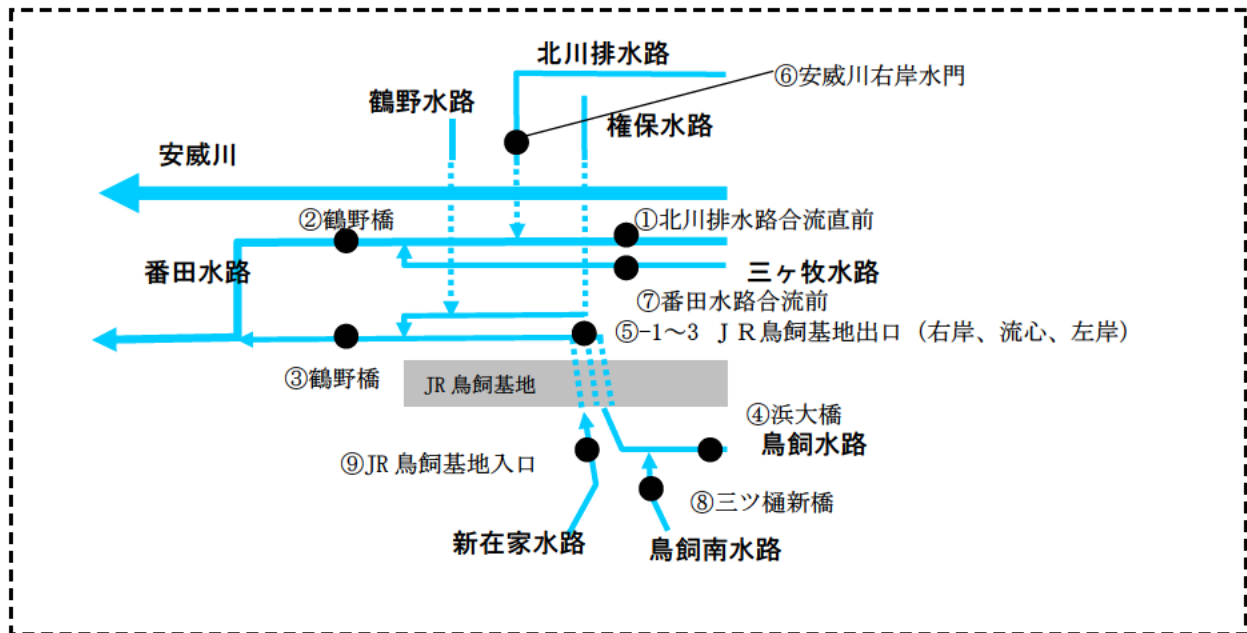 北川排水路
⑥安威川右岸水門
鶴野水路
権保水路
安威川
②鶴野橋
①北川排水路合流直前
番田水路
三ヶ牧水路
⑦番田水路合流前
⑤-1～3 ＪＲ鳥飼基地出口（右岸、流心、左岸）
③鶴野橋
JR 鳥飼基地
④浜大橋
鳥飼水路
⑨JR 鳥飼基地入口
⑧三ツ樋新橋
新在家水路
鳥飼南水路